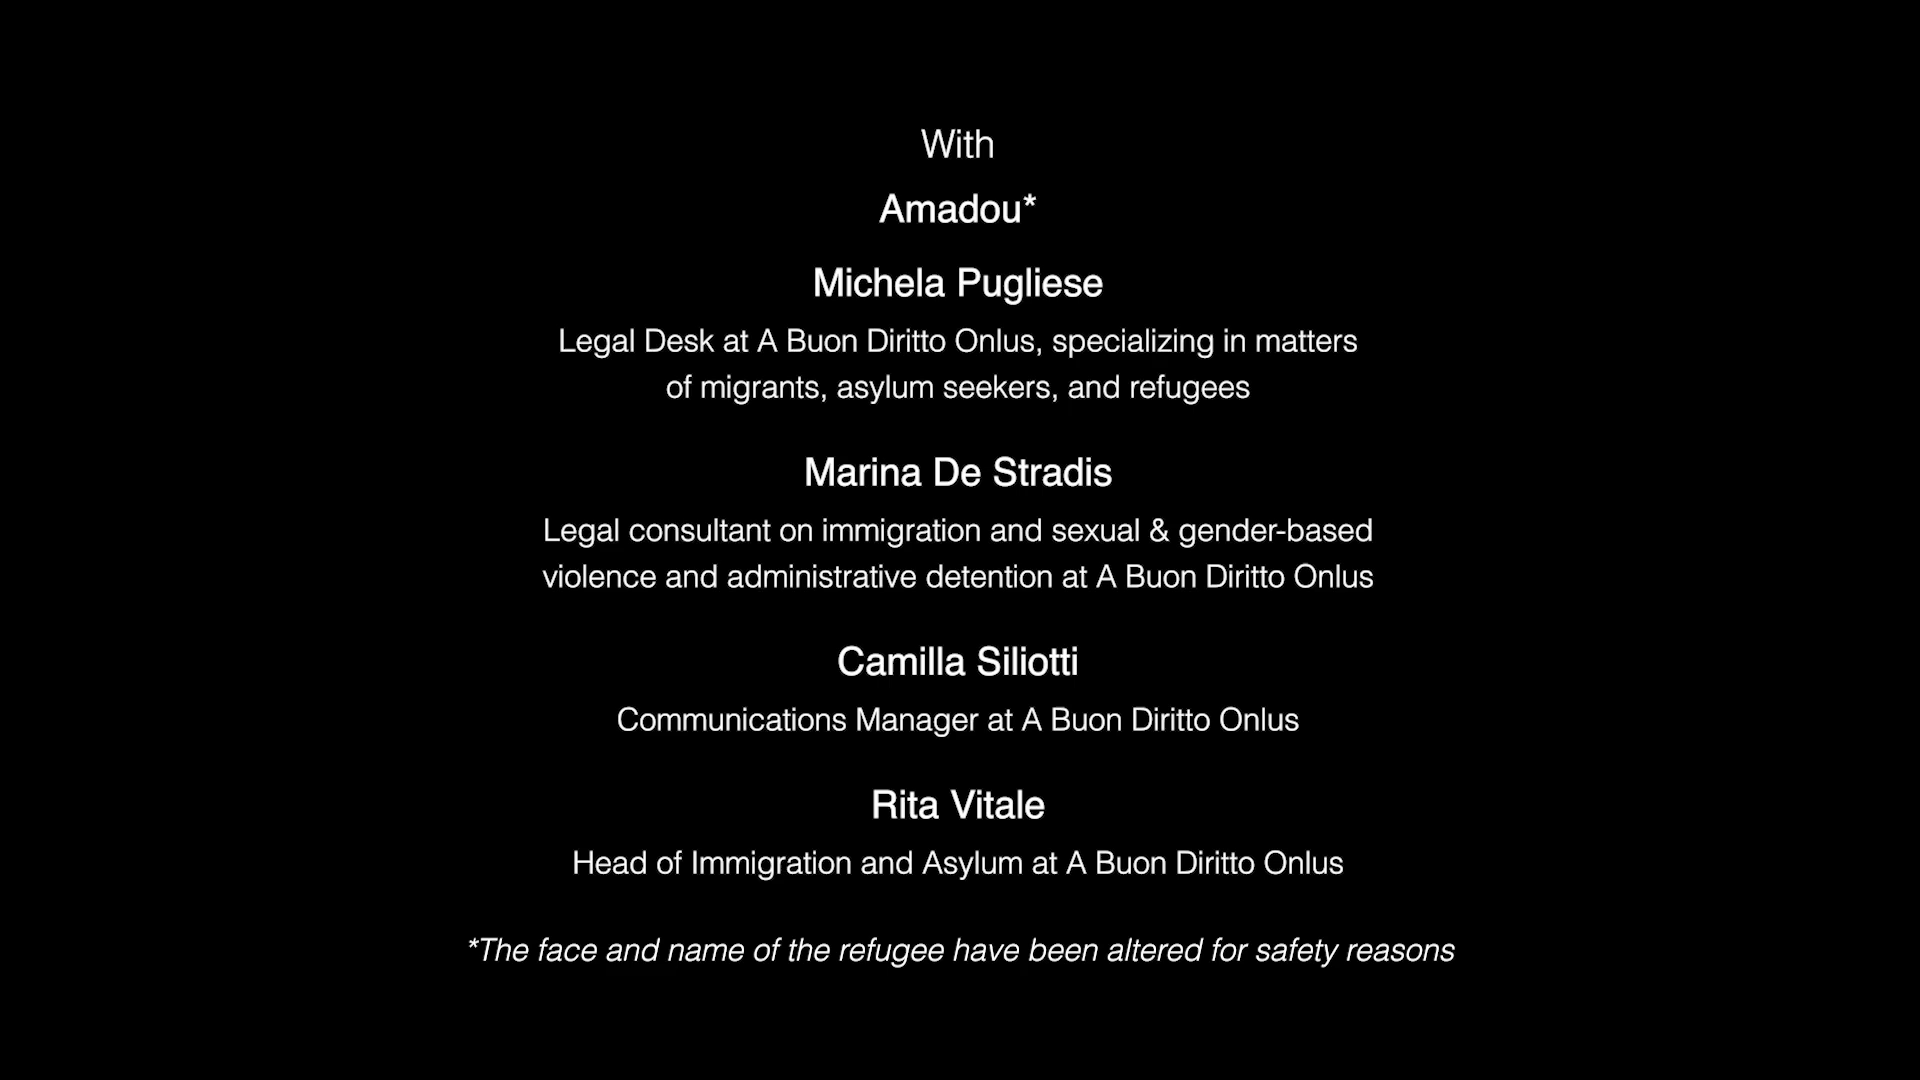 With
Amadou*
Michela Pugliese
Legal Desk at A Buon Diritto Onlus, specializing in matters
of migrants, asylum seekers, and refugees
Marina De Stradis
Legal consultant on immigration and sexual & gender-based
violence and administrative detention at A Buon Diritto Onlus
Camilla Siliotti
Communications Manager at A Buon Diritto Onlus
Rita Vitale
Head of Immigration and Asylum at A Buon Diritto Onlus
*The face and name of the refugee have been altered for safety reasons